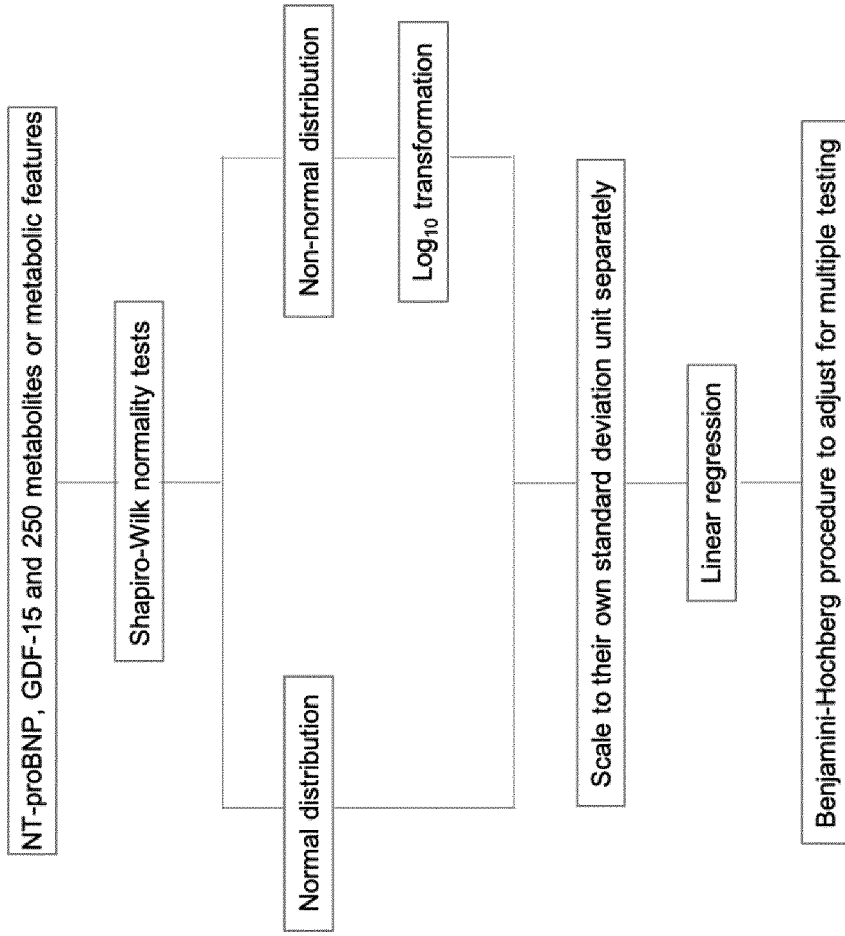 NT-proBNP, GDF-15 and 250 metabolites or metabolic features
Shapiro-Wilk normality tests
Normal distribution
Non-normal distribution
Log₁₀ transformation
Scale to their own standard deviation unit separately
Linear regression
Benjamini-Hochberg procedure to adjust for multiple testing